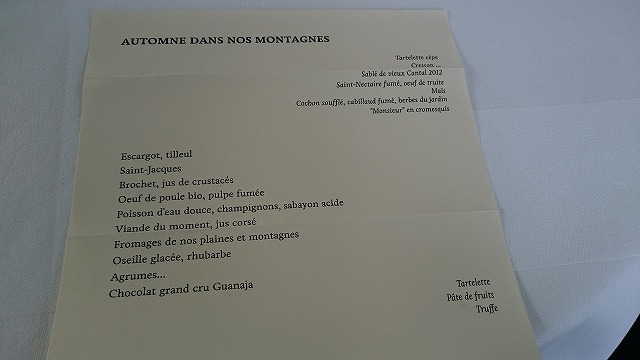 AUTOMNE DANS NOS MONTAGNES
Tartelette cèpe
Cresson ...
Sablé de vieux Cantal 2012
Saint-Nectaire fumé, oeuf de truite
Maïs
Cochon soufflé, cabillaud fumé, herbes du jardin
"Monsieur" en cromesquis
Escargot, tilleul
Saint-Jacques
Brochet, jus de crustacés
Oeuf de poule bio, pulpe fumée
Poisson d'eau douce, champignons, sabayon acide
Viande du moment, jus corsé
Fromages de nos plaines et montagnes
Oseille glacée, rhubarbe
Agrumes...
Chocolat grand cru Guanaja
Tartelette
Pâte de fruits
Truffe